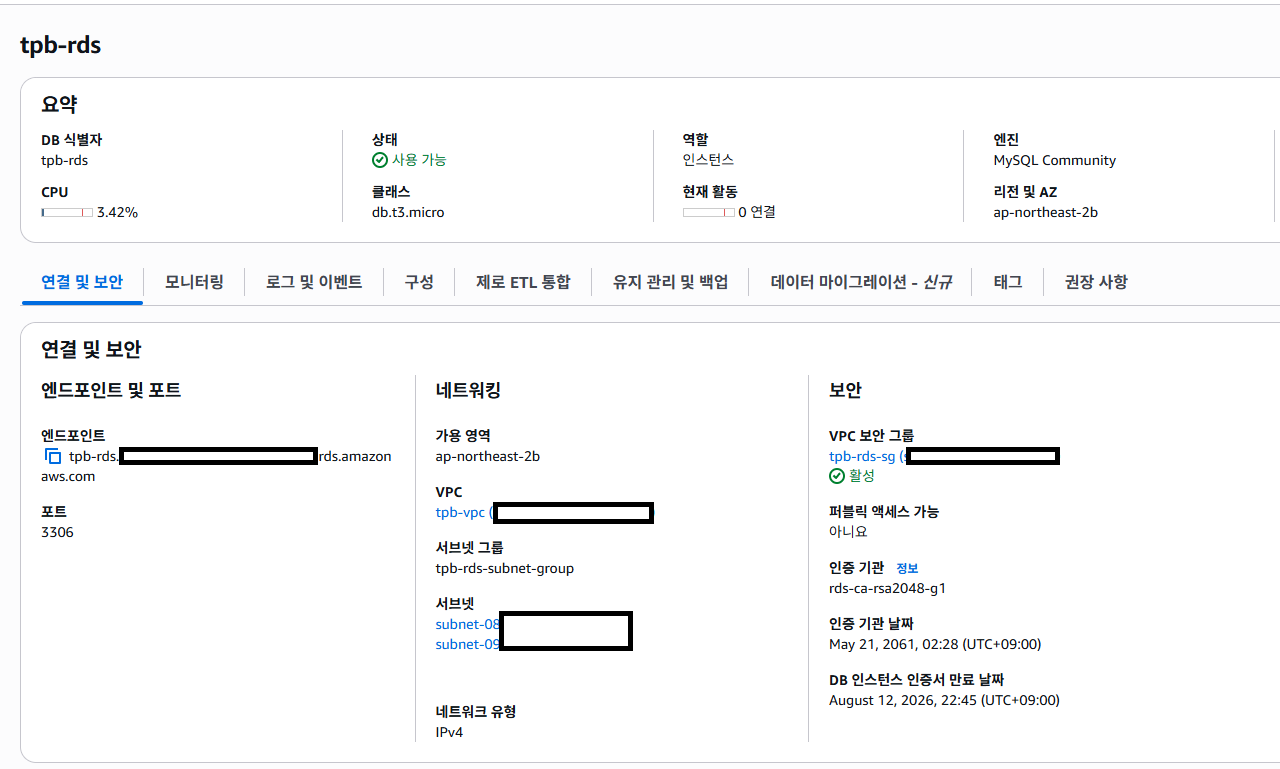 tpb-rds
요약
DB 식별자
tpb-rds
상태
사용 가능
역할
인스턴스
엔진
MySQL Community
CPU
3.42%
클래스
db.t3.micro
현재 활동
0 연결
리전 및 AZ
ap-northeast-2b
연결 및 보안
모니터링
로그 및 이벤트
구성
제로 ETL 통합
유지 관리 및 백업
데이터 마이그레이션 - 신규
태그
권장 사항
연결 및 보안
엔드포인트 및 포트
엔드포인트
tpb-rds. rds.amazon
aws.com
포트
3306
네트워킹
가용 영역
ap-northeast-2b
VPC
tpb-vpc (
서브넷 그룹
tpb-rds-subnet-group
서브넷
subnet-08
subnet-09
네트워크 유형
IPv4
보안
VPC 보안 그룹
tpb-rds-sg (
활성
퍼블릭 액세스 가능
아니요
인증 기관 정보
rds-ca-rsa2048-g1
인증 기관 날짜
May 21, 2061, 02:28 (UTC+09:00)
DB 인스턴스 인증서 만료 날짜
August 12, 2026, 22:45 (UTC+09:00)